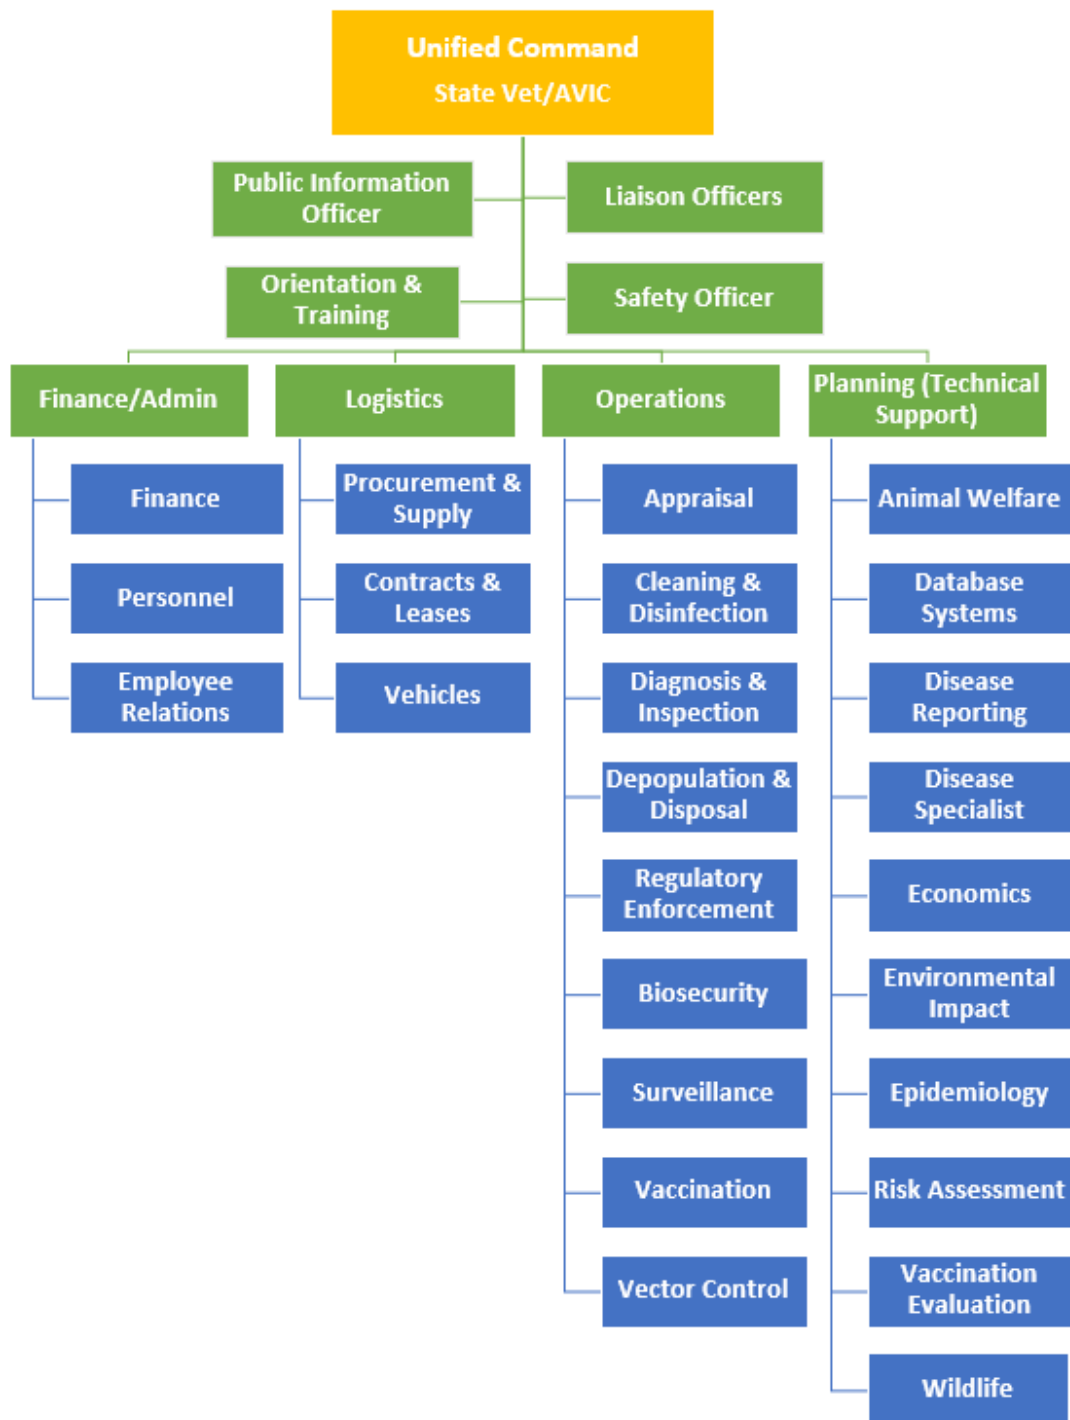 Unified Command
State Vet/AVIC
Public Information
Officer
Liaison Officers
Orientation &
Training
Safety Officer
Finance/Admin
Logistics
Operations
Planning (Technical
Support)
Finance
Personnel
Employee
Relations
Procurement &
Supply
Contracts &
Leases
Vehicles
Appraisal
Cleaning &
Disinfection
Diagnosis &
Inspection
Depopulation &
Disposal
Regulatory
Enforcement
Biosecurity
Surveillance
Vaccination
Vector Control
Animal Welfare
Database
Systems
Disease
Reporting
Disease
Specialist
Economics
Environmental
Impact
Epidemiology
Risk Assessment
Vaccination
Evaluation
Wildlife